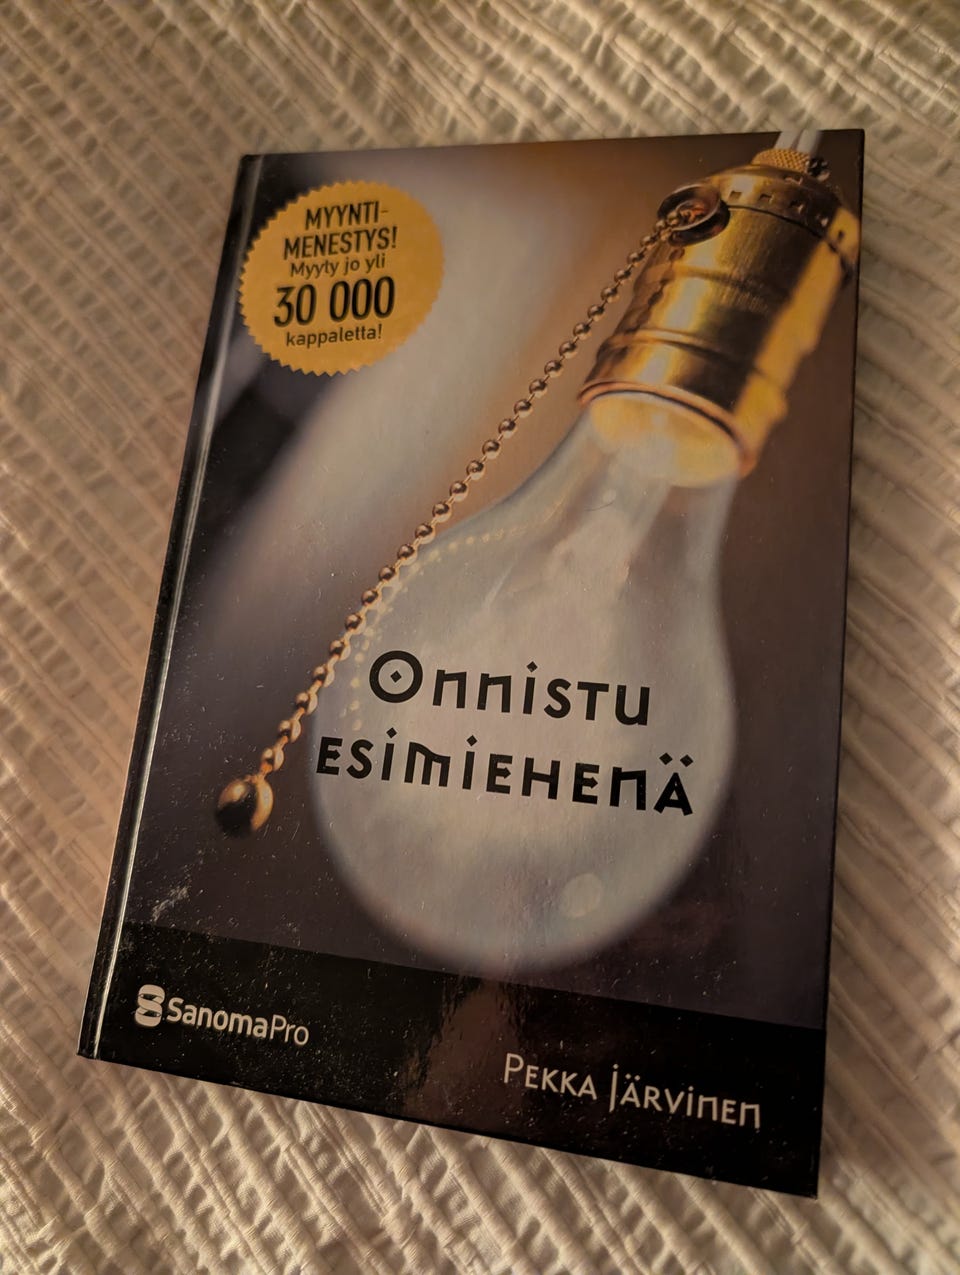 MYYNTI-
MENESTYS!
Myyty jo yli
30 000
kappaletta!
Onnistu
esimiehenä
SanomaPro
Pekka Järvinen